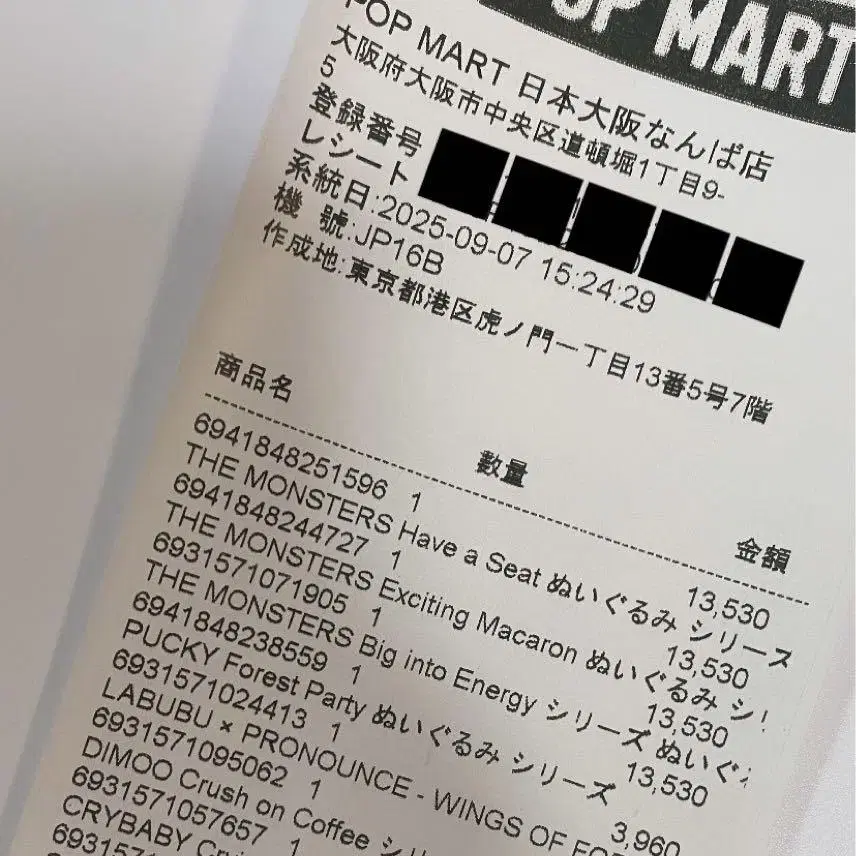 POP MART
POP MART 日本大阪なんば店
大阪府大阪市中央区道頓堀1丁目9-
5
登録番号
レシート
系統日:2025-09-07 15:24:29
機 號:JP16B
作成地:東京都港区虎ノ門一丁目13番5号7階
商品名 數量 金額
6941848251596 1 13,530
THE MONSTERS Have a Seat ぬいぐるみ シリーズ
6941848244727 1 13,530
THE MONSTERS Exciting Macaron ぬいぐるみ シリ
6931571071905 1 13,530
THE MONSTERS Big into Energy シリーズ ぬいぐ
6941848238559 1 13,530
PUCKY Forest Party ぬいぐるみ シリーズ
6931571024413 1 3,960
LABUBU × PRONOUNCE - WINGS OF
6931571095062 1
DIMOO Crush on Coffee シ
6931571057657 1
CRYBABY